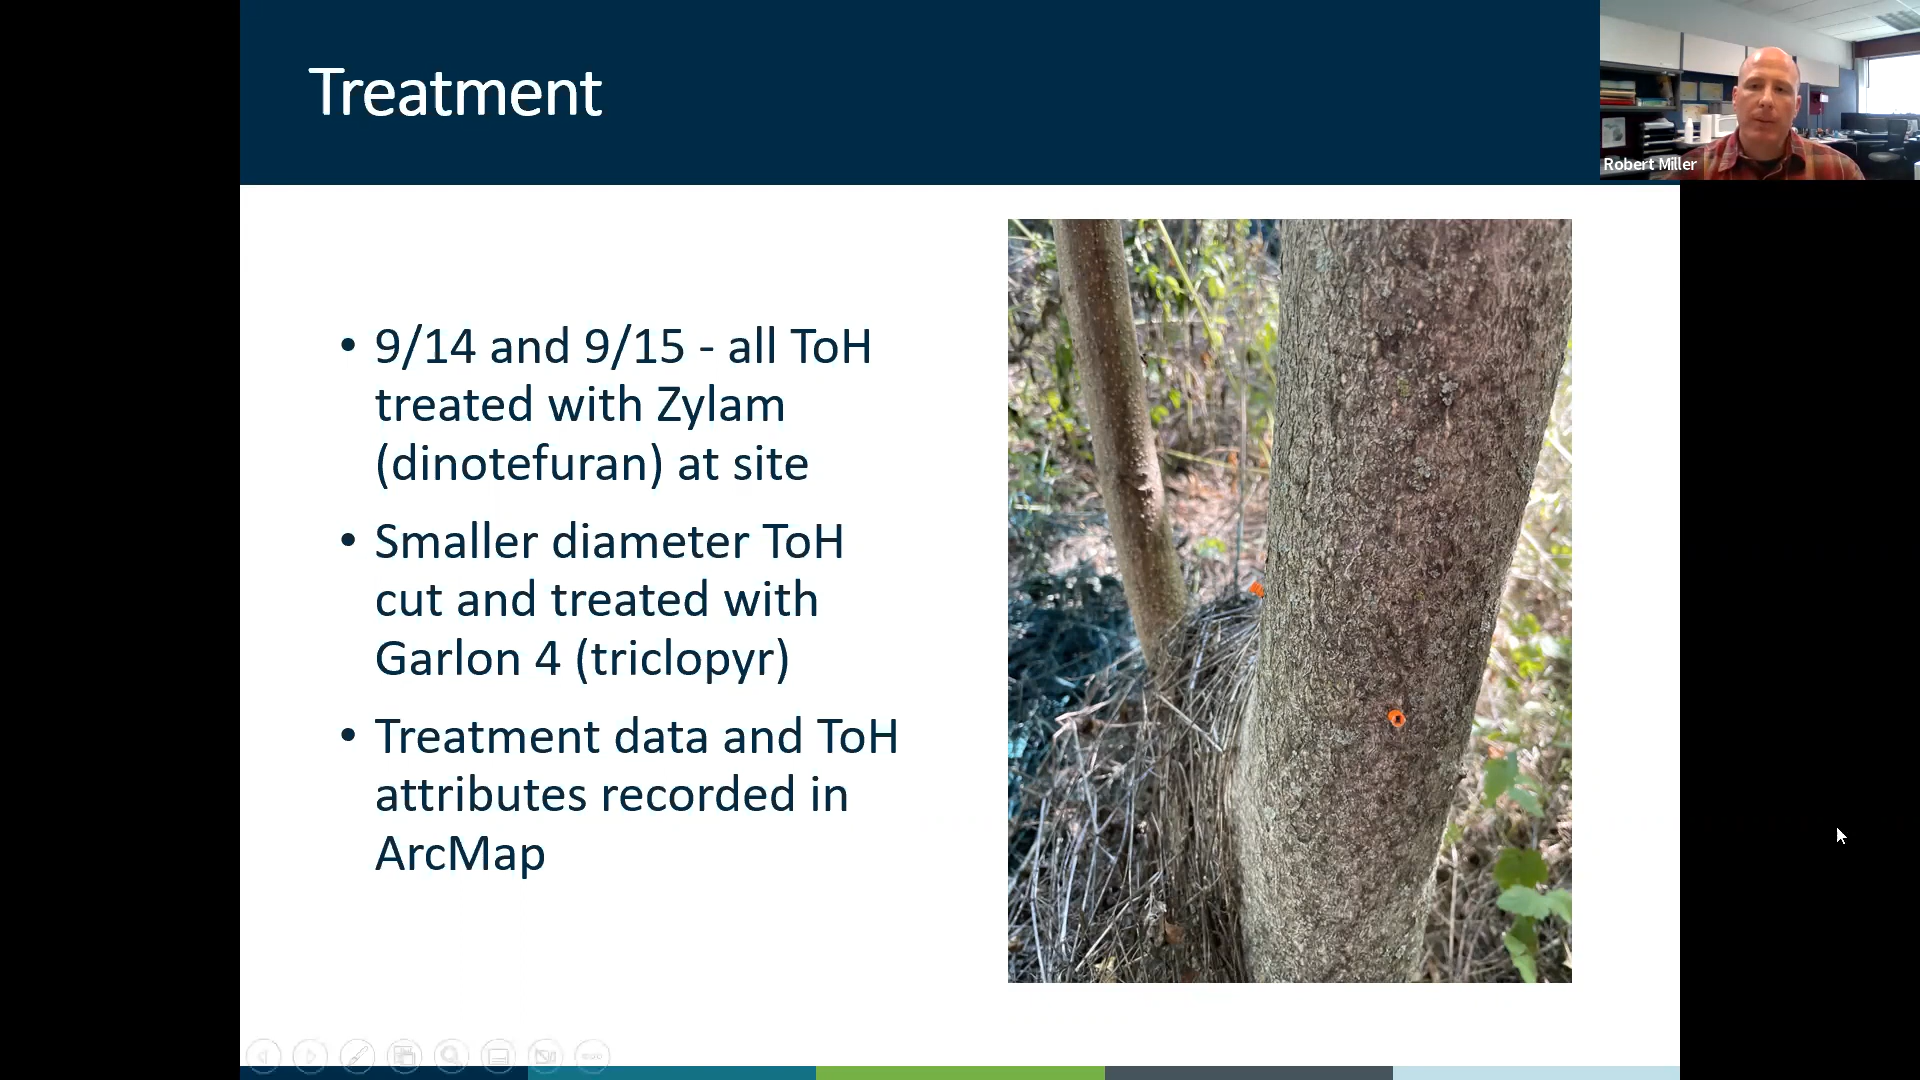 Treatment
Robert Miller
• 9/14 and 9/15 - all ToH
treated with Zylam
(dinotefuran) at site
• Smaller diameter ToH
cut and treated with
Garlon 4 (triclopyr)
• Treatment data and ToH
attributes recorded in
ArcMap